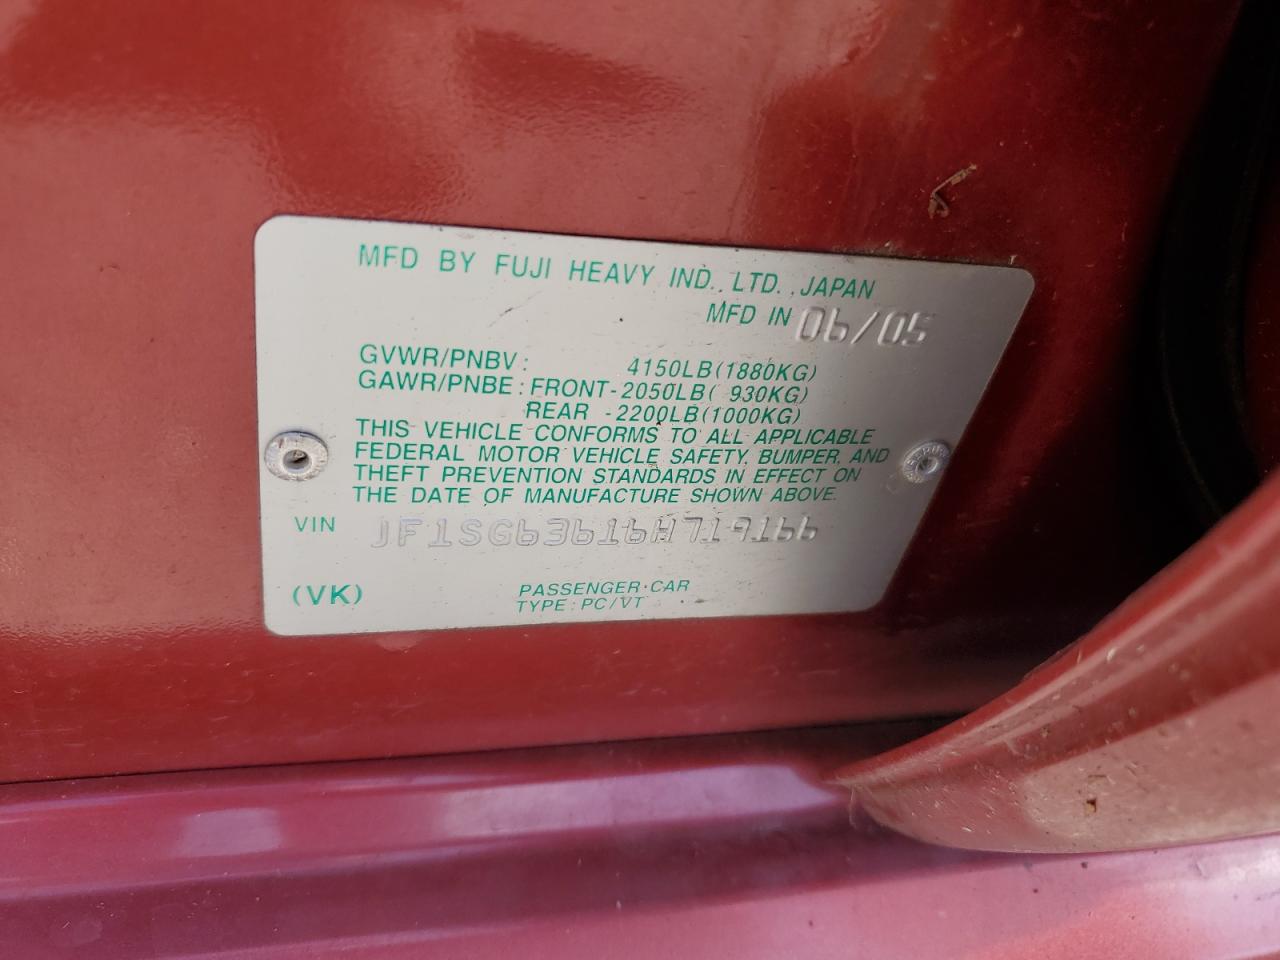 MFD BY FUJI HEAVY IND., LTD., JAPAN
MFD IN 06/05
GVWR/PNBV: 4150LB(1880KG)
GAWR/PNBE: FRONT-2050LB( 930KG)
REAR -2200LB(1000KG)
THIS VEHICLE CONFORMS TO ALL APPLICABLE
FEDERAL MOTOR VEHICLE SAFETY, BUMPER, AND
THEFT PREVENTION STANDARDS IN EFFECT ON
THE DATE OF MANUFACTURE SHOWN ABOVE.
VIN JF1SG63616H719166
(VK) PASSENGER·CAR
TYPE: PC/VT